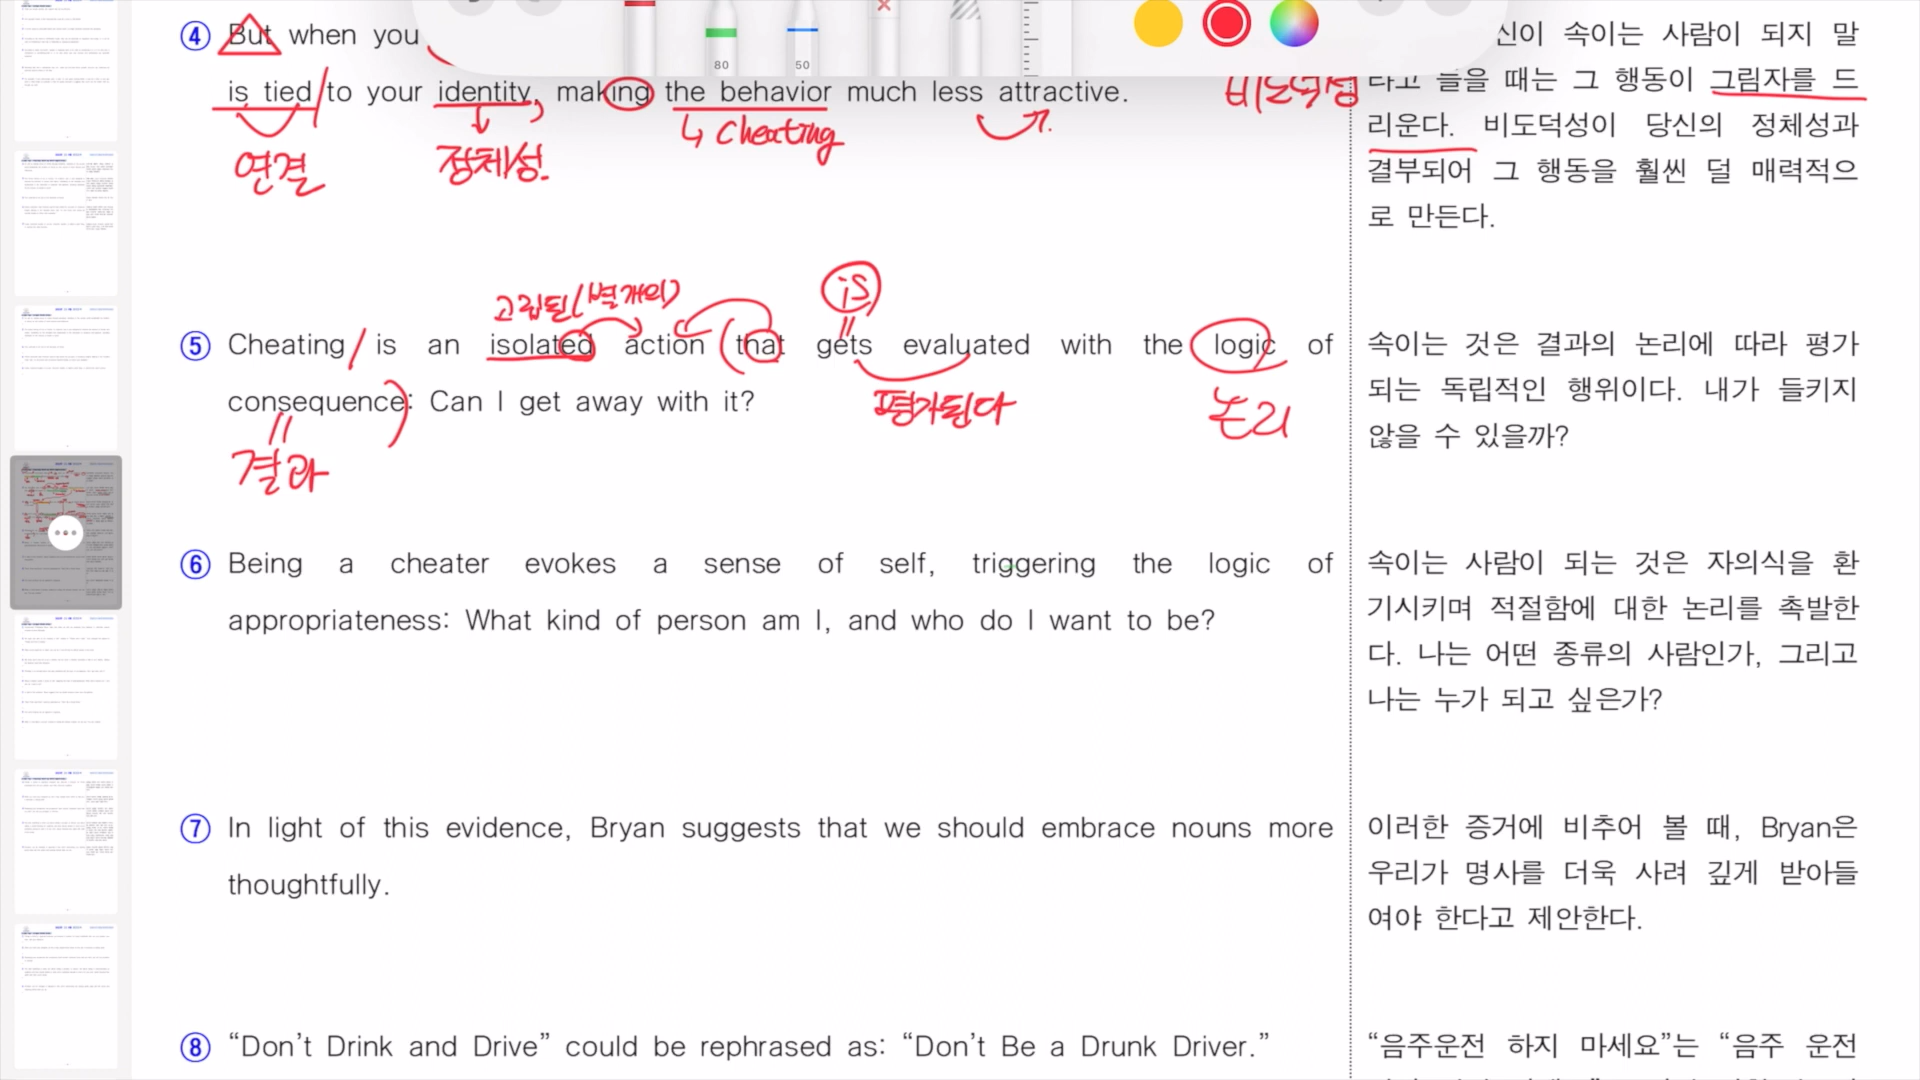 80
50
④ But when you
신이 속이는 사람이 되지 말
is tied to your identity, making the behavior much less attractive.
비도덕성
라고 들을 때는 그 행동이 그림자를 드
↳ Cheating
리운다. 비도덕성이 당신의 정체성과
연결
정체성
결부되어 그 행동을 훨씬 덜 매력적으
로 만든다.
고립된(별개의)
is
⑤ Cheating is an isolated action that gets evaluated with the logic of
속이는 것은 결과의 논리에 따라 평가
consequence: Can I get away with it?
되는 독립적인 행위이다. 내가 들키지
평가된다
논리
않을 수 있을까?
결과
⑥ Being a cheater evokes a sense of self, triggering the logic of
속이는 사람이 되는 것은 자의식을 환
appropriateness: What kind of person am I, and who do I want to be?
기시키며 적절함에 대한 논리를 촉발한
다. 나는 어떤 종류의 사람인가, 그리고
나는 누가 되고 싶은가?
⑦ In light of this evidence, Bryan suggests that we should embrace nouns more
이러한 증거에 비추어 볼 때, Bryan은
thoughtfully.
우리가 명사를 더욱 사려 깊게 받아들
여야 한다고 제안한다.
⑧ “Don’t Drink and Drive” could be rephrased as: “Don’t Be a Drunk Driver.”
“음주운전 하지 마세요”는 “음주 운전